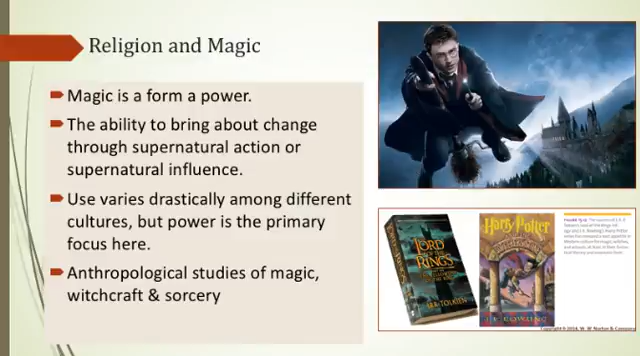 Religion and Magic
Magic is a form a power.
The ability to bring about change
through supernatural action or
supernatural influence.
Use varies drastically among different
cultures, but power is the primary
focus here.
Anthropological studies of magic,
witchcraft & sorcery
LORD
OF THE
RINGS
J.R.R. TOLKIEN
Harry Potter
J. K. ROWLING
Copyright © 2014, W. W. Norton & Company